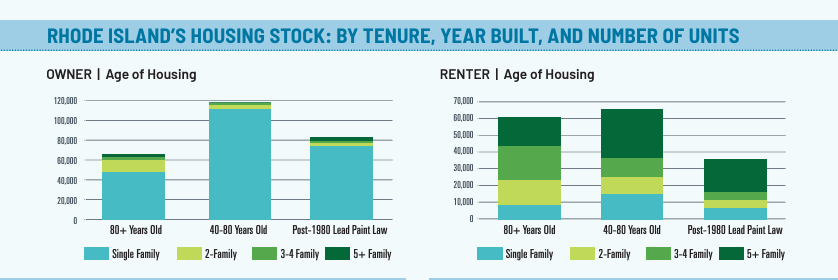 RHODE ISLAND'S HOUSING STOCK: BY TENURE, YEAR BUILT, AND NUMBER OF UNITS
OWNER | Age of Housing
120,000
100,000
80,000
60,000
40,000
20,000
0
80+ Years Old 40-80 Years Old Post-1980 Lead Paint Law
Single Family 2-Family 3-4 Family 5+ Family
RENTER | Age of Housing
70,000
60,000
50,000
40,000
30,000
20,000
10,000
0
80+ Years Old 40-80 Years Old Post-1980 Lead Paint Law
Single Family 2-Family 3-4 Family 5+ Family